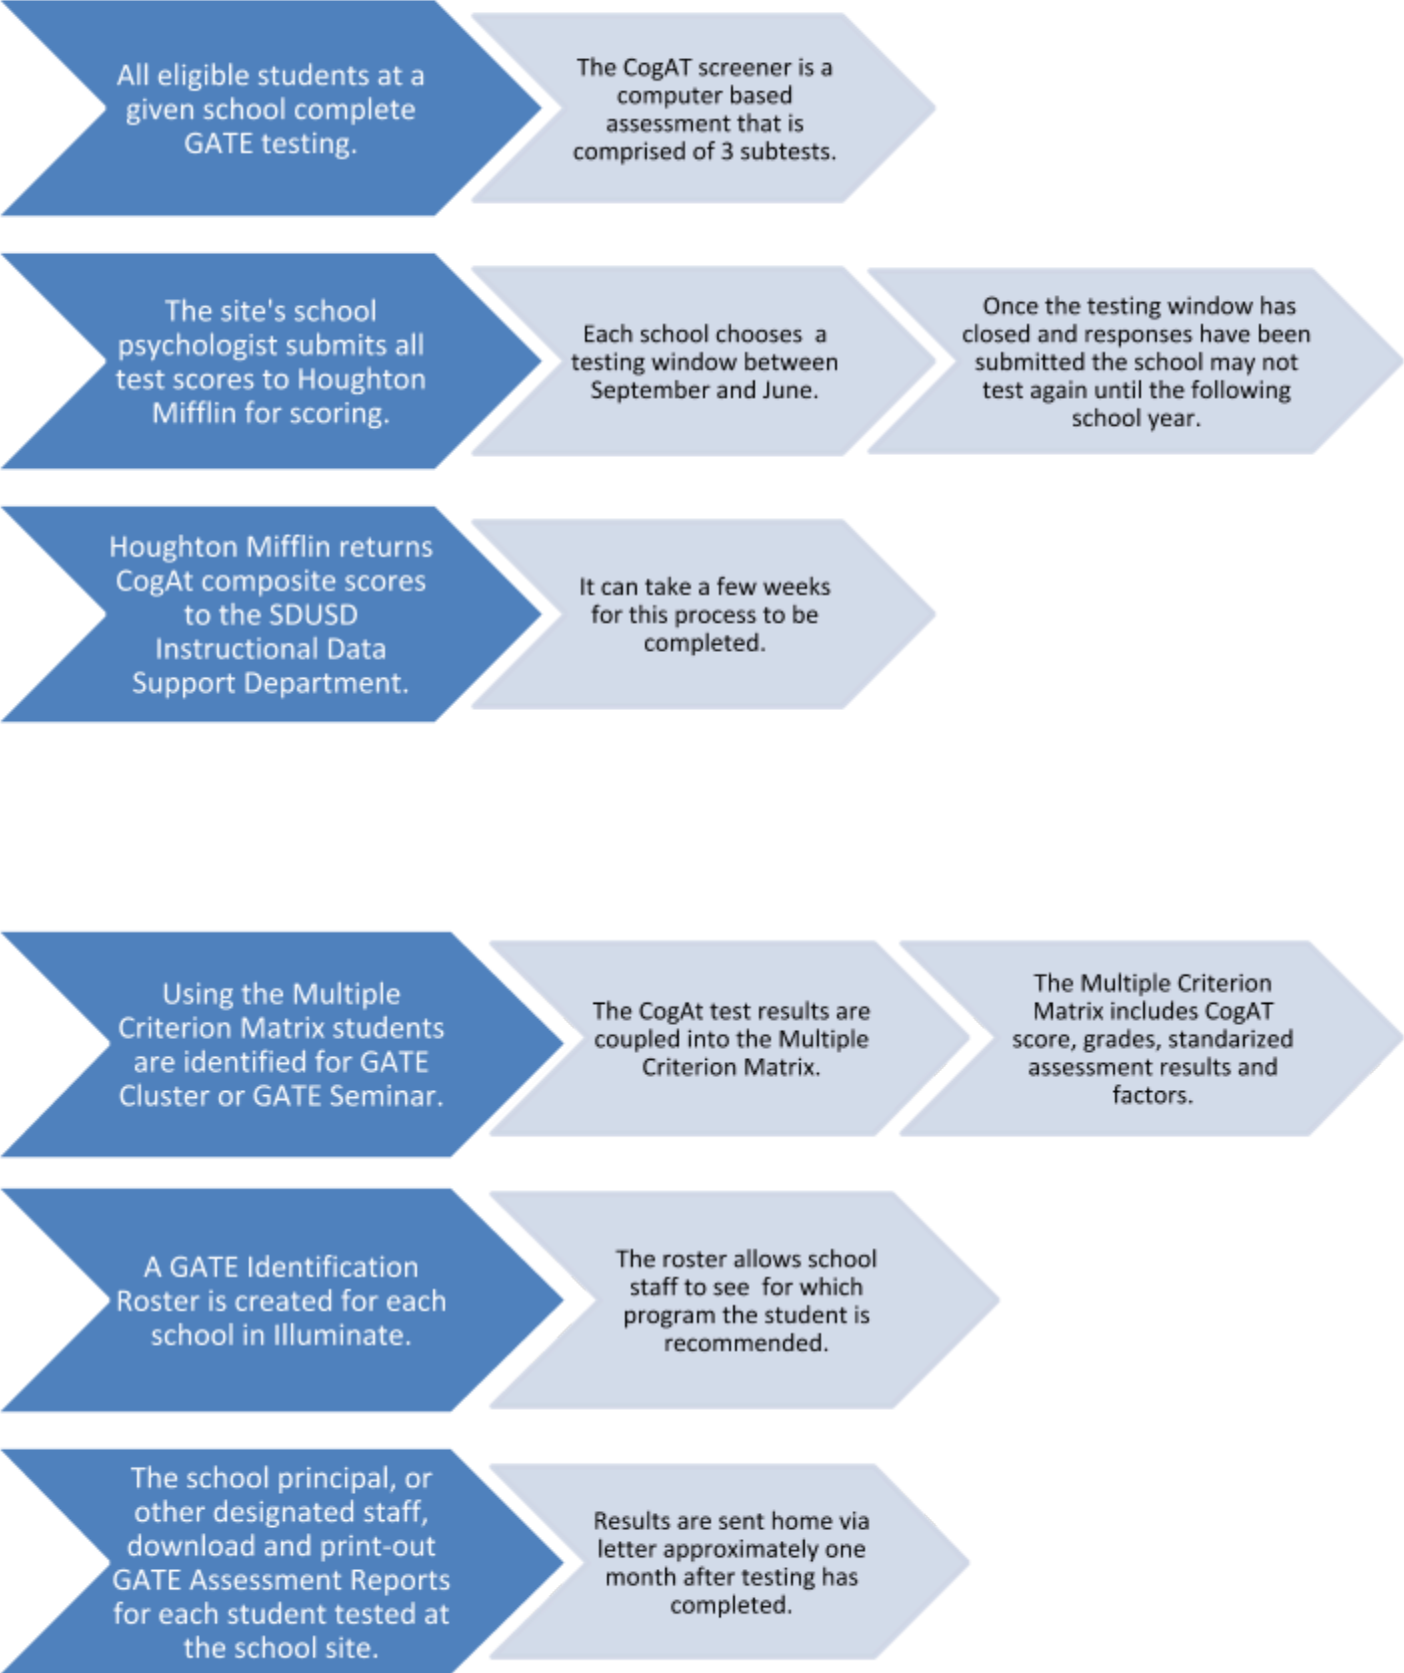 All eligible students at a
given school complete
GATE testing.
The CogAT screener is a
computer based
assessment that is
comprised of 3 subtests.
The site's school
psychologist submits all
test scores to Houghton
Mifflin for scoring.
Each school chooses  a
testing window between
September and June.
Once the testing window has
closed and responses have been
submitted the school may not
test again until the following
school year.
Houghton Mifflin returns
CogAt composite scores
to the SDUSD
Instructional Data
Support Department.
It can take a few weeks
for this process to be
completed.
Using the Multiple
Criterion Matrix students
are identified for GATE
Cluster or GATE Seminar.
The CogAt test results are
coupled into the Multiple
Criterion Matrix.
The Multiple Criterion
Matrix includes CogAT
score, grades, standarized
assessment results and
factors.
A GATE Identification
Roster is created for each
school in Illuminate.
The roster allows school
staff to see  for which
program the student is
recommended.
The school principal, or
other designated staff,
download and print-out
GATE Assessment Reports
for each student tested at
the school site.
Results are sent home via
letter approximately one
month after testing has
completed.